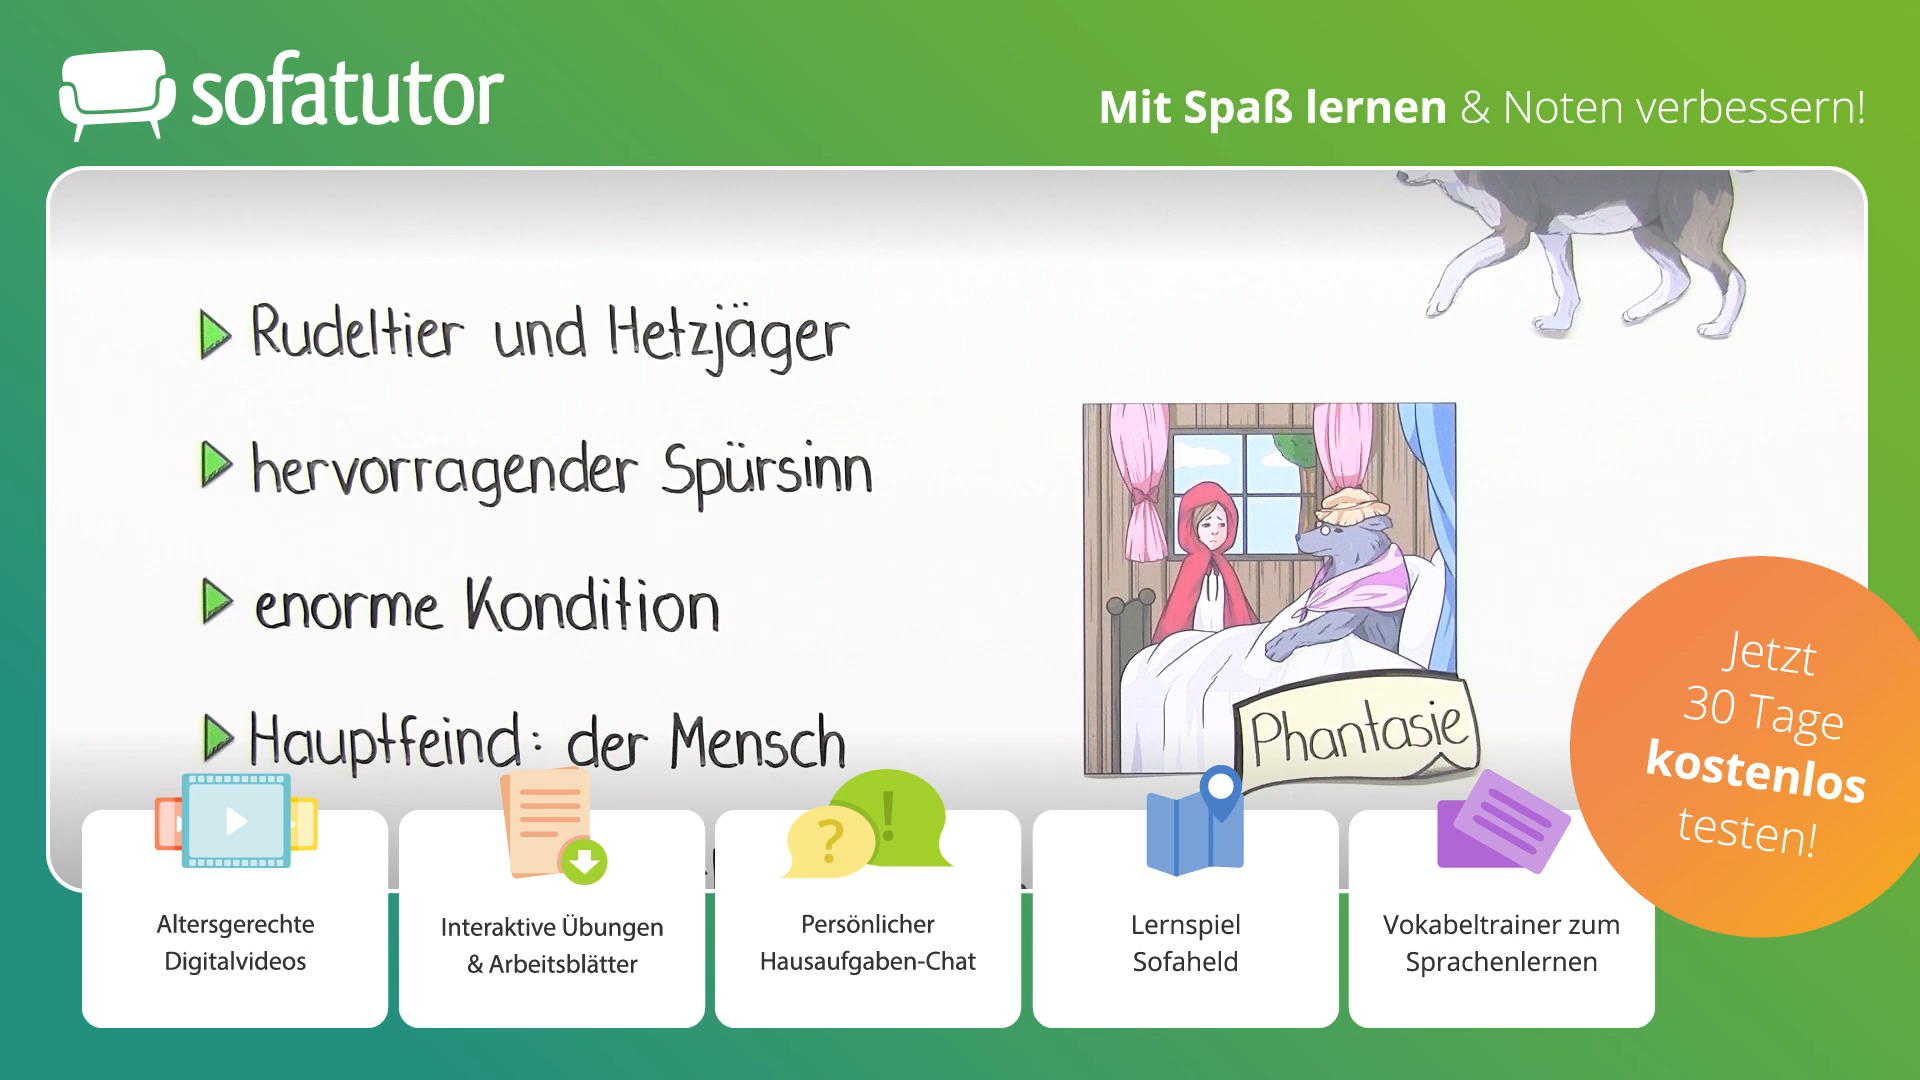 sofatutor
Mit Spaß lernen & Noten verbessern!
Rudeltier und Hetzjäger
hervorragender Spürsinn
enorme Kondition
Hauptfeind: der Mensch
Phantasie
Jetzt
30 Tage
kostenlos
testen!
?
!
Altersgerechte
Digitalvideos
Interaktive Übungen
& Arbeitsblätter
Persönlicher
Hausaufgaben-Chat
Lernspiel
Sofaheld
Vokabeltrainer zum
Sprachenlernen